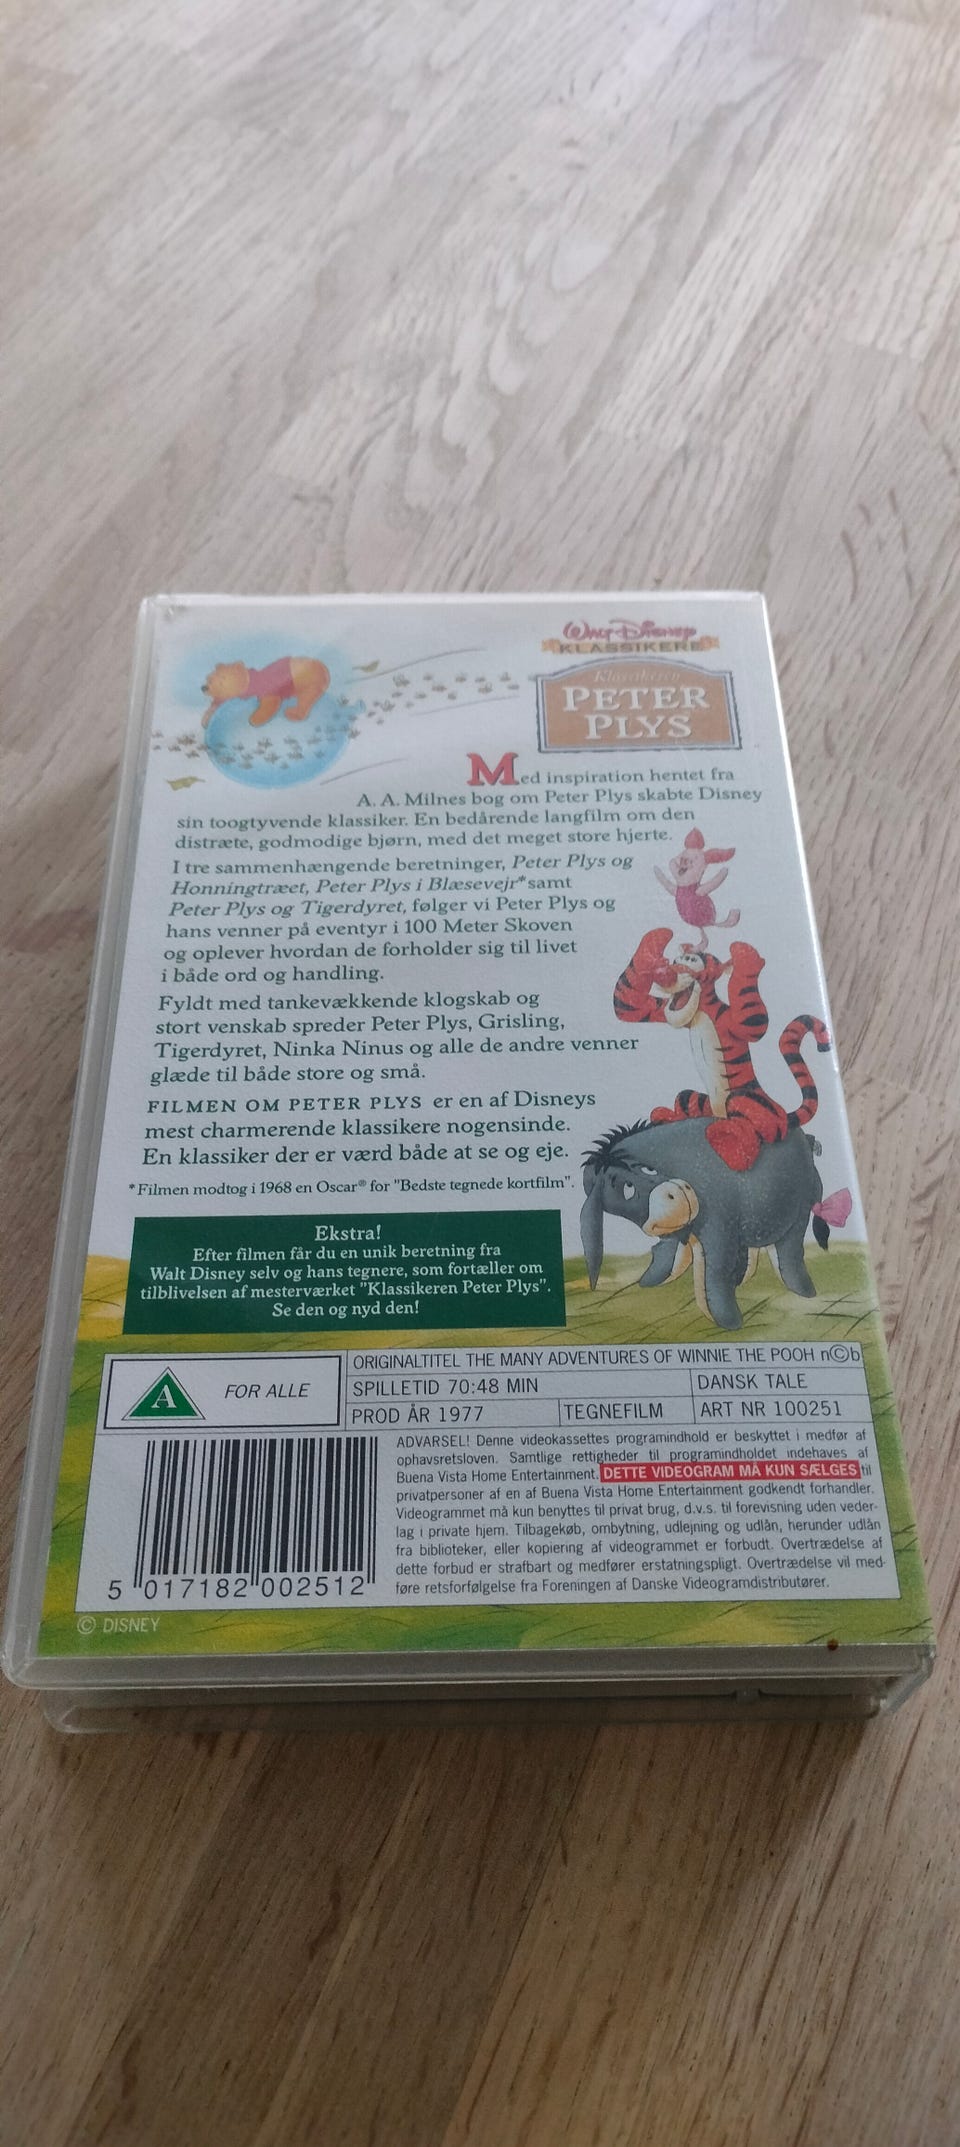 Walt Disney
KLASSIKERE
Klassikeren
PETER
PLYS
Med inspiration hentet fra
A. A. Milnes bog om Peter Plys skabte Disney
sin toogtyvende klassiker. En bedårende langfilm om den
distræte, godmodige bjørn, med det meget store hjerte.
I tre sammenhængende beretninger, Peter Plys og
Honningtræet, Peter Plys i Blæsevejr* samt
Peter Plys og Tigerdyret, følger vi Peter Plys og
hans venner på eventyr i 100 Meter Skoven
og oplever hvordan de forholder sig til livet
i både ord og handling.
Fyldt med tankevækkende klogskab og
stort venskab spreder Peter Plys, Grisling,
Tigerdyret, Ninka Ninus og alle de andre venner
glæde til både store og små.
FILMEN OM PETER PLYS er en af Disneys
mest charmerende klassikere nogensinde.
En klassiker der er værd både at se og eje.
*Filmen modtog i 1968 en Oscar® for "Bedste tegnede kortfilm".
Ekstra!
Efter filmen får du en unik beretning fra
Walt Disney selv og hans tegnere, som fortæller om
tilblivelsen af mesterværket "Klassikeren Peter Plys".
Se den og nyd den!
A FOR ALLE
ORIGINALTITEL THE MANY ADVENTURES OF WINNIE THE POOH n©b
SPILLETID 70:48 MIN DANSK TALE
PROD ÅR 1977 TEGNEFILM ART NR 100251
ADVARSEL! Denne videokassettes programindhold er beskyttet i medfør af
ophavsretsloven. Samtlige rettigheder til programindholdet indehaves af
Buena Vista Home Entertainment. DETTE VIDEOGRAM MÅ KUN SÆLGES til
privatpersoner af en af Buena Vista Home Entertainment godkendt forhandler.
Videogrammet må kun benyttes til privat brug, d.v.s. til forevisning uden veder-
lag i private hjem. Tilbagekøb, ombytning, udlejning og udlån, herunder udlån
fra biblioteker, eller kopiering af videogrammet er forbudt. Overtrædelse af
dette forbud er strafbart og medfører erstatningspligt. Overtrædelse vil med-
føre retsforfølgelse fra Foreningen af Danske Videogramdistributører.
5 017182 002512
© DISNEY